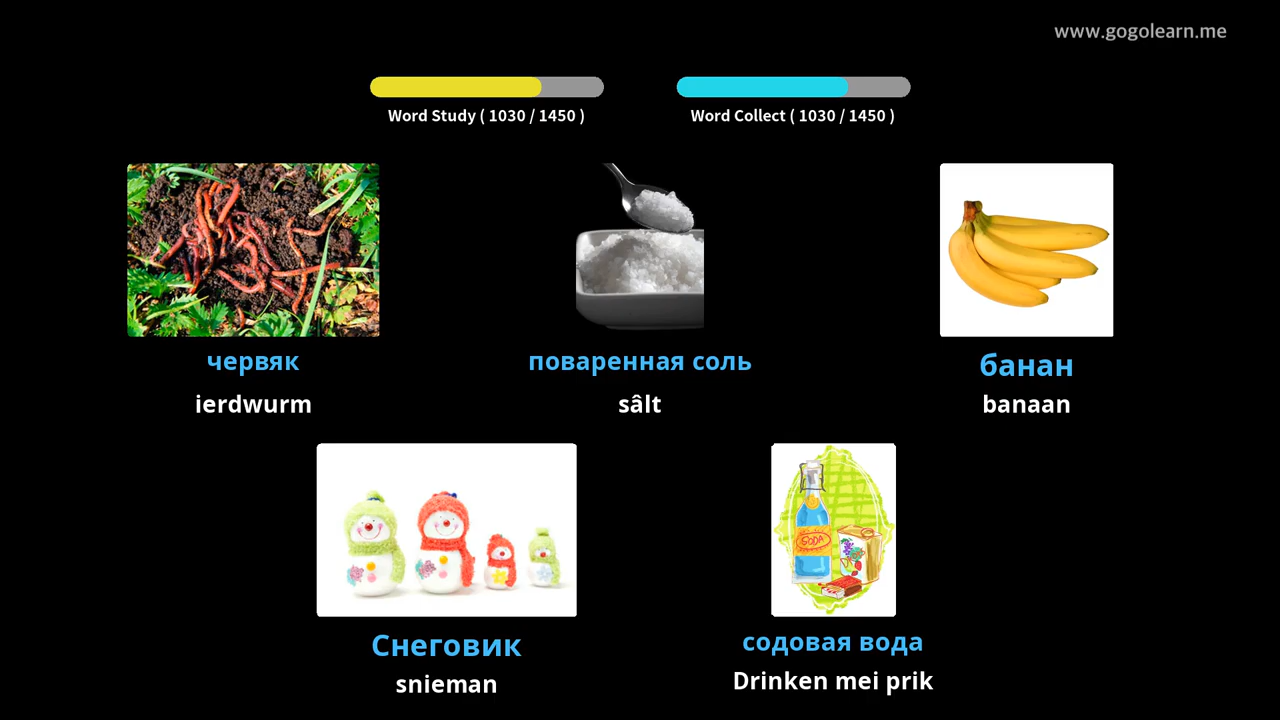 www.gogolearn.me
Word Study ( 1030 / 1450 )
Word Collect ( 1030 / 1450 )
червяк
ierdwurm
поваренная соль
sâlt
банан
banaan
SODA
Снеговик
snieman
содовая вода
Drinken mei prik